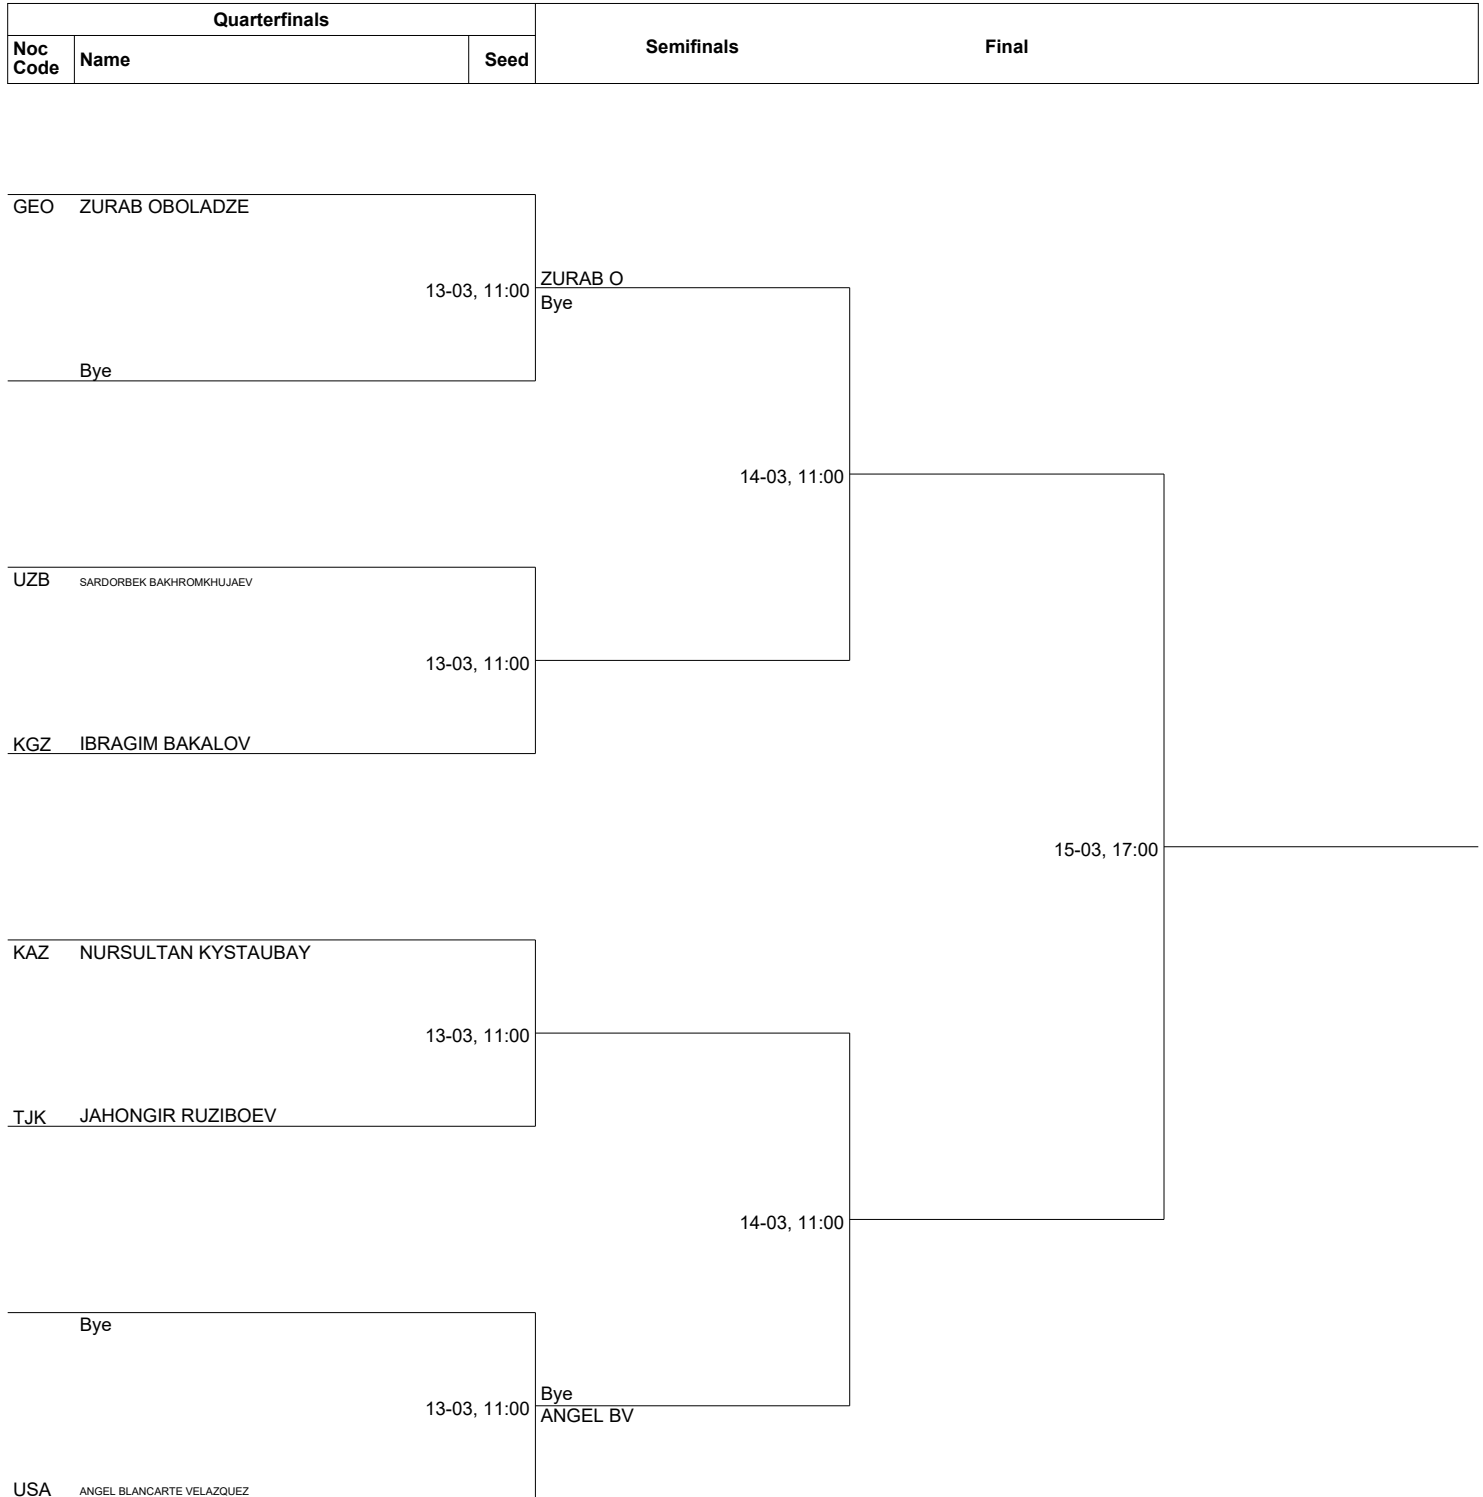 Quarterfinals
Noc Code Name Seed
Semifinals Final
GEO ZURAB OBOLADZE
13-03, 11:00 ZURAB O
Bye
Bye
14-03, 11:00
UZB SARDORBEK BAKHROMKHUJAEV
13-03, 11:00
KGZ IBRAGIM BAKALOV
15-03, 17:00
KAZ NURSULTAN KYSTAUBAY
13-03, 11:00
TJK JAHONGIR RUZIBOEV
14-03, 11:00
Bye
13-03, 11:00 Bye
ANGEL BV
USA ANGEL BLANCARTE VELAZQUEZ